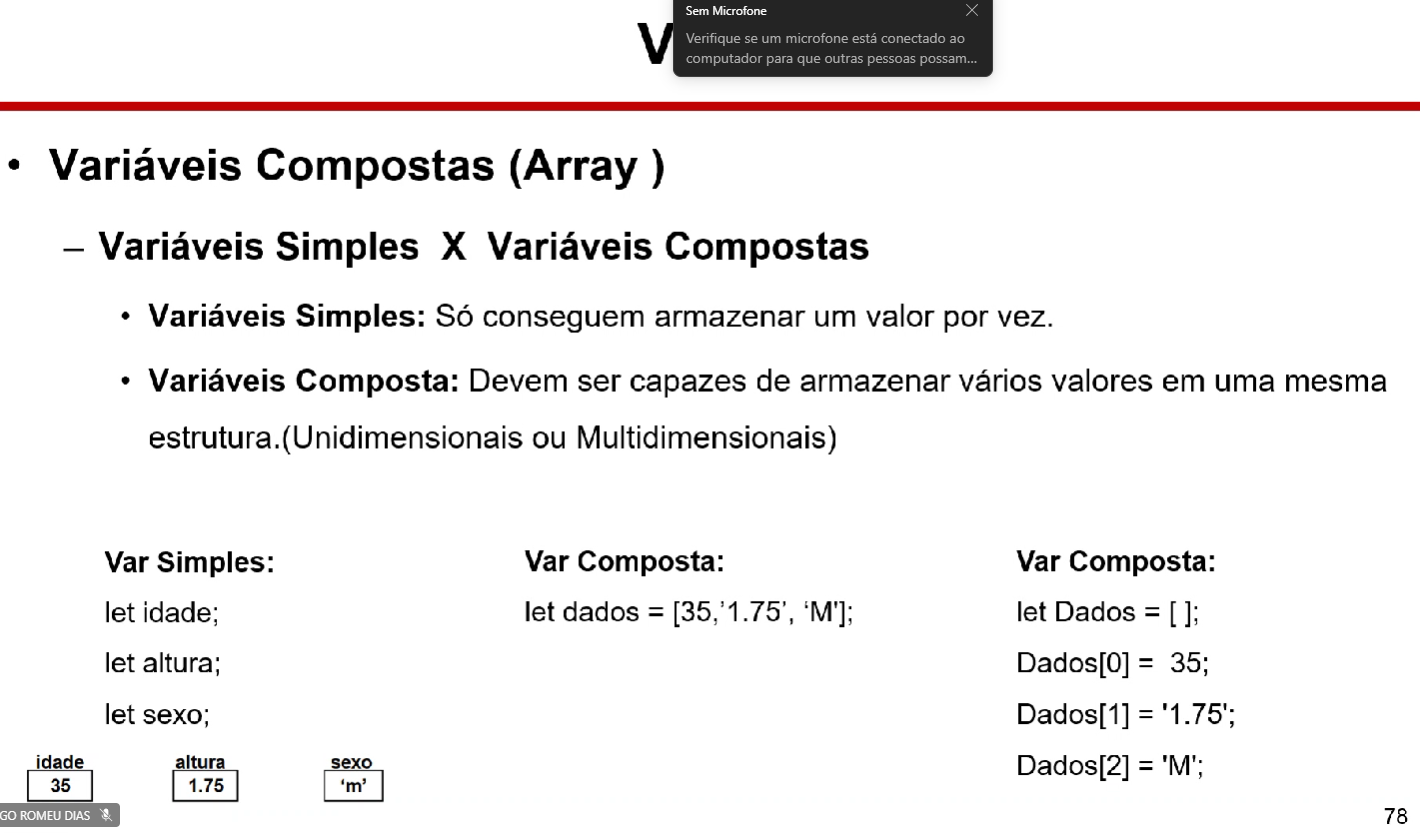 Sem Microfone
Verifique se um microfone está conectado ao
computador para que outras pessoas possam...
V
• Variáveis Compostas (Array )
– Variáveis Simples X Variáveis Compostas
• Variáveis Simples: Só conseguem armazenar um valor por vez.
• Variáveis Composta: Devem ser capazes de armazenar vários valores em uma mesma
estrutura.(Unidimensionais ou Multidimensionais)
Var Simples:
let idade;
let altura;
let sexo;
idade altura sexo
35 1.75 ‘m’
Var Composta:
let dados = [35,’1.75’, ‘M'];
Var Composta:
let Dados = [ ];
Dados[0] = 35;
Dados[1] = '1.75';
Dados[2] = 'M';
GO ROMEU DIAS
78